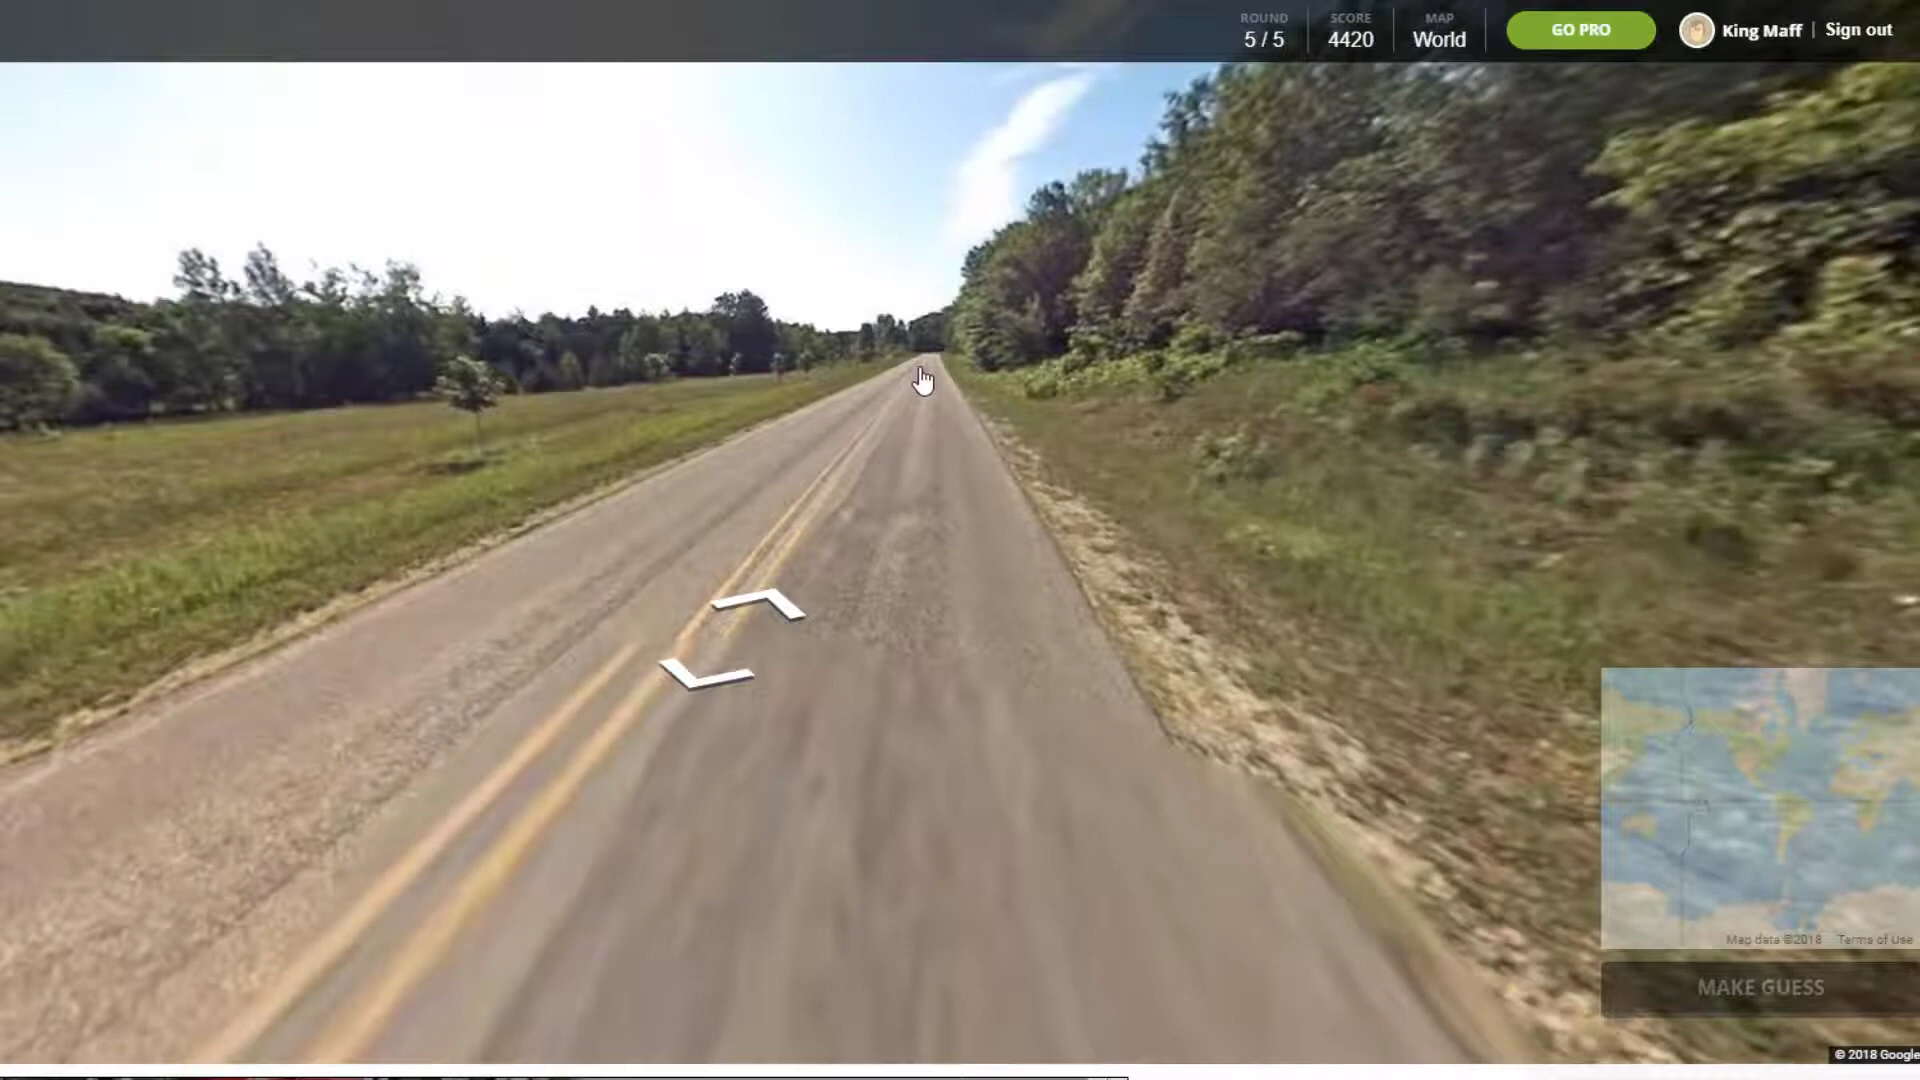 ROUND
5 / 5
SCORE
4420
MAP
World
GO PRO
King Maff
Sign out
Map data ©2018 Terms of Use
MAKE GUESS
© 2018 Google